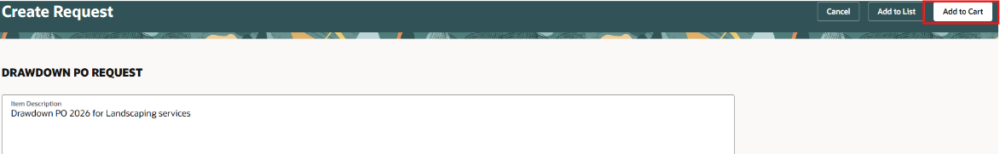 Create Request
Cancel
Add to List
Add to Cart
DRAWDOWN PO REQUEST
Item Description
Drawdown PO 2026 for Landscaping services